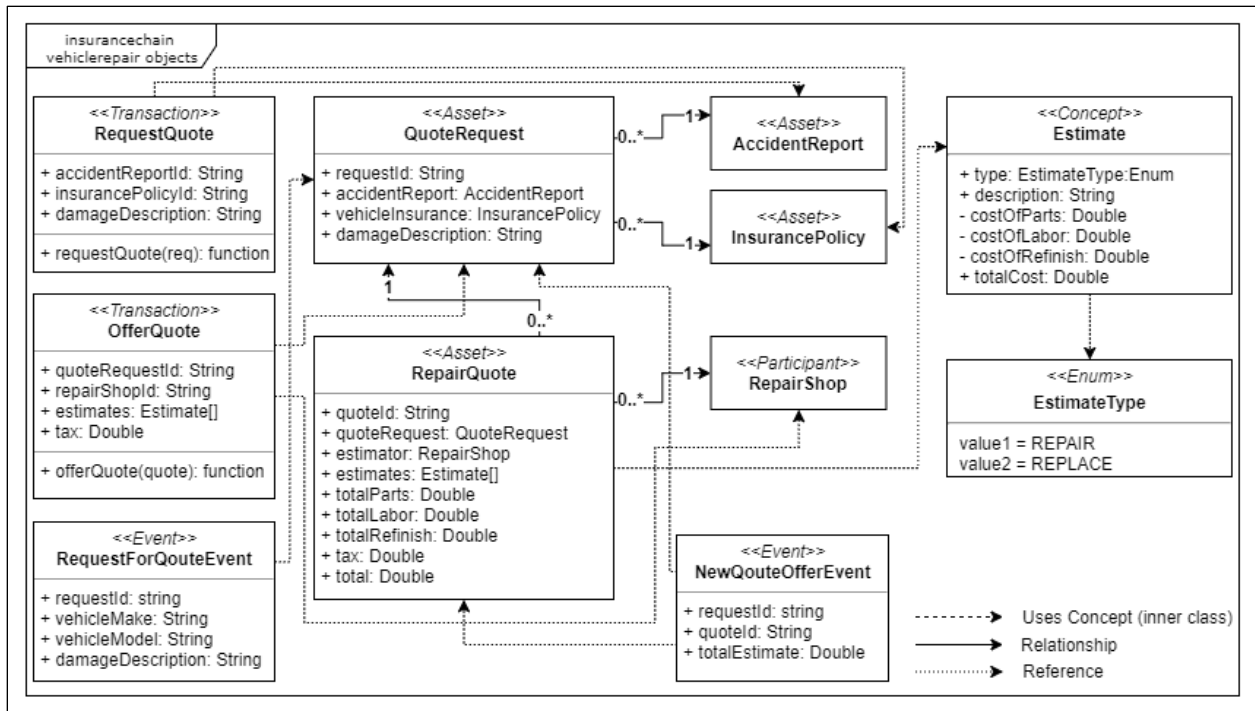 insurancechain
vehiclerepair objects
<<Transaction>>
RequestQuote
+ accidentReportId: String
+ insurancePolicyId: String
+ damageDescription: String
+ requestQuote(req): function
<<Asset>>
QuoteRequest
+ requestId: String
+ accidentReport: AccidentReport
+ vehicleInsurance: InsurancePolicy
+ damageDescription: String
0..*
1
<<Asset>>
AccidentReport
0..*
1
<<Asset>>
InsurancePolicy
<<Concept>>
Estimate
+ type: EstimateType:Enum
+ description: String
- costOfParts: Double
- costOfLabor: Double
- costOfRefinish: Double
+ totalCost: Double
<<Transaction>>
OfferQuote
+ quoteRequestId: String
+ repairShopId: String
+ estimates: Estimate[]
+ tax: Double
+ offerQuote(quote): function
1
0..*
<<Asset>>
RepairQuote
+ quoteId: String
+ quoteRequest: QuoteRequest
+ estimator: RepairShop
+ estimates: Estimate[]
+ totalParts: Double
+ totalLabor: Double
+ totalRefinish: Double
+ tax: Double
+ total: Double
0..*
1
<<Participant>>
RepairShop
<<Enum>>
EstimateType
value1 = REPAIR
value2 = REPLACE
<<Event>>
RequestForQouteEvent
+ requestId: string
+ vehicleMake: String
+ vehicleModel: String
+ damageDescription: String
<<Event>>
NewQouteOfferEvent
+ requestId: string
+ quoteId: String
+ totalEstimate: Double
Uses Concept (inner class)
Relationship
Reference